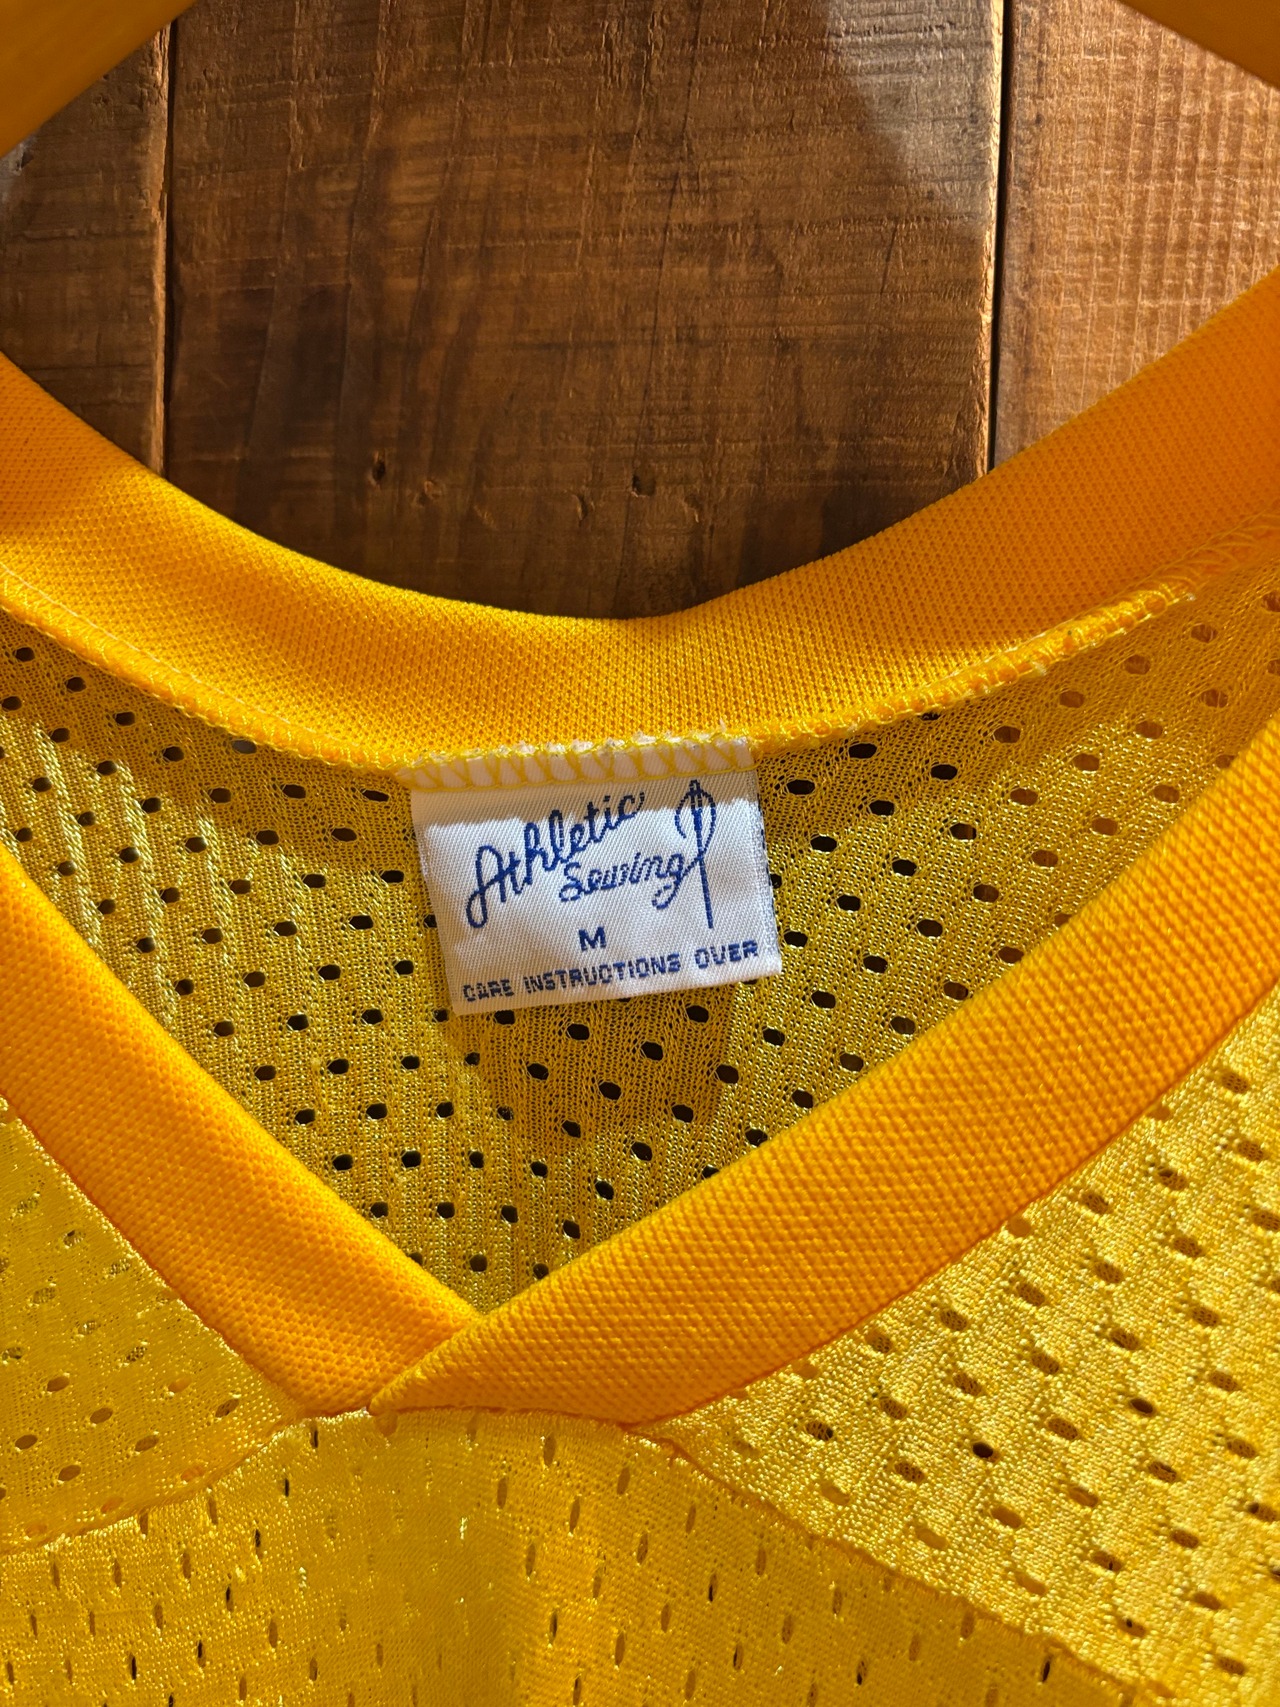 Athletic
Sewing
M
CARE INSTRUCTIONS OVER